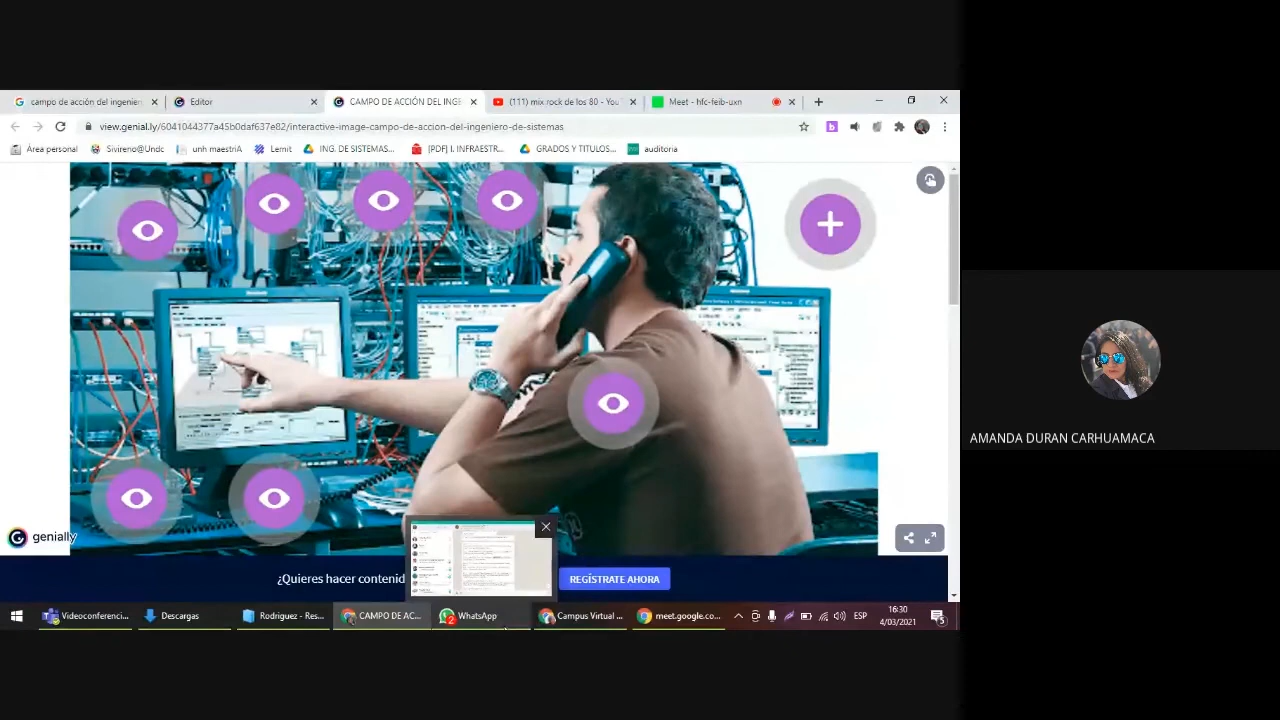 campo de acción del ingenier
Editor
CAMPO DE ACCIÓN DEL INGE
(111) mix rock de los 80 - You
Meet - hfc-feib-uxn
view.genial.ly/6041044377a45b0daf637e82/interactive-image-campo-de-accion-del-ingeniero-de-sistemas
Área personal
Sivireno@Undc
unh maestriA
Lemit
ING. DE SISTEMAS...
[PDF] I. INFRAESTR...
GRADOS Y TITULOS...
auditoria
AMANDA DURAN CARHUAMACA
genially
¿Quieres hacer contenid
REGÍSTRATE AHORA
Videoconferenci...
Descargas
Rodriguez - Res...
CAMPO DE AC...
2
WhatsApp
Campus Virtual ...
meet.google.co...
ESP
16:30
4/03/2021
5